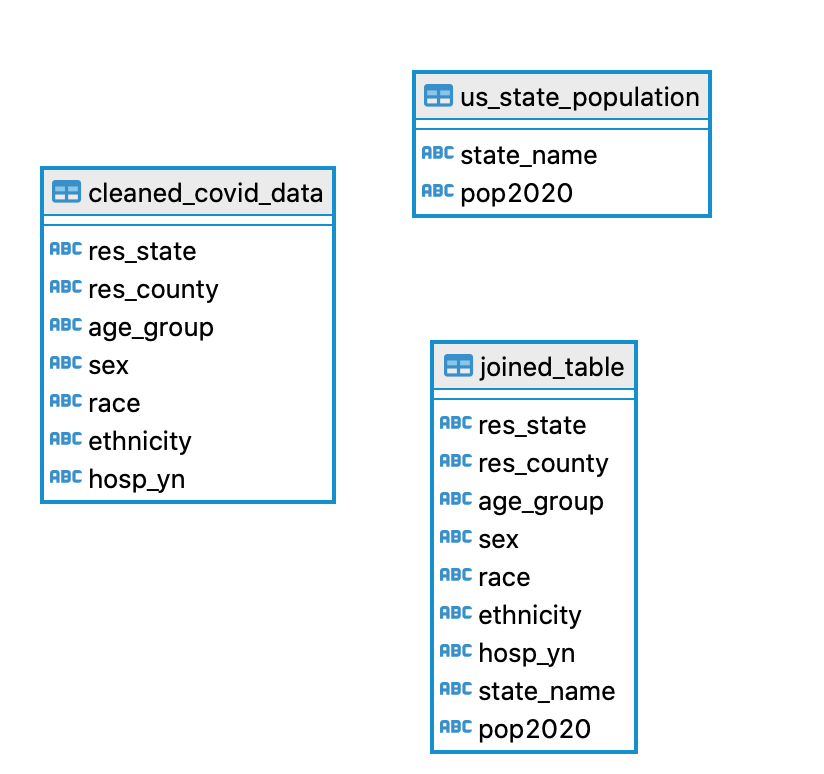 cleaned_covid_data
ABC res_state
ABC res_county
ABC age_group
ABC sex
ABC race
ABC ethnicity
ABC hosp_yn
us_state_population
ABC state_name
ABC pop2020
joined_table
ABC res_state
ABC res_county
ABC age_group
ABC sex
ABC race
ABC ethnicity
ABC hosp_yn
ABC state_name
ABC pop2020